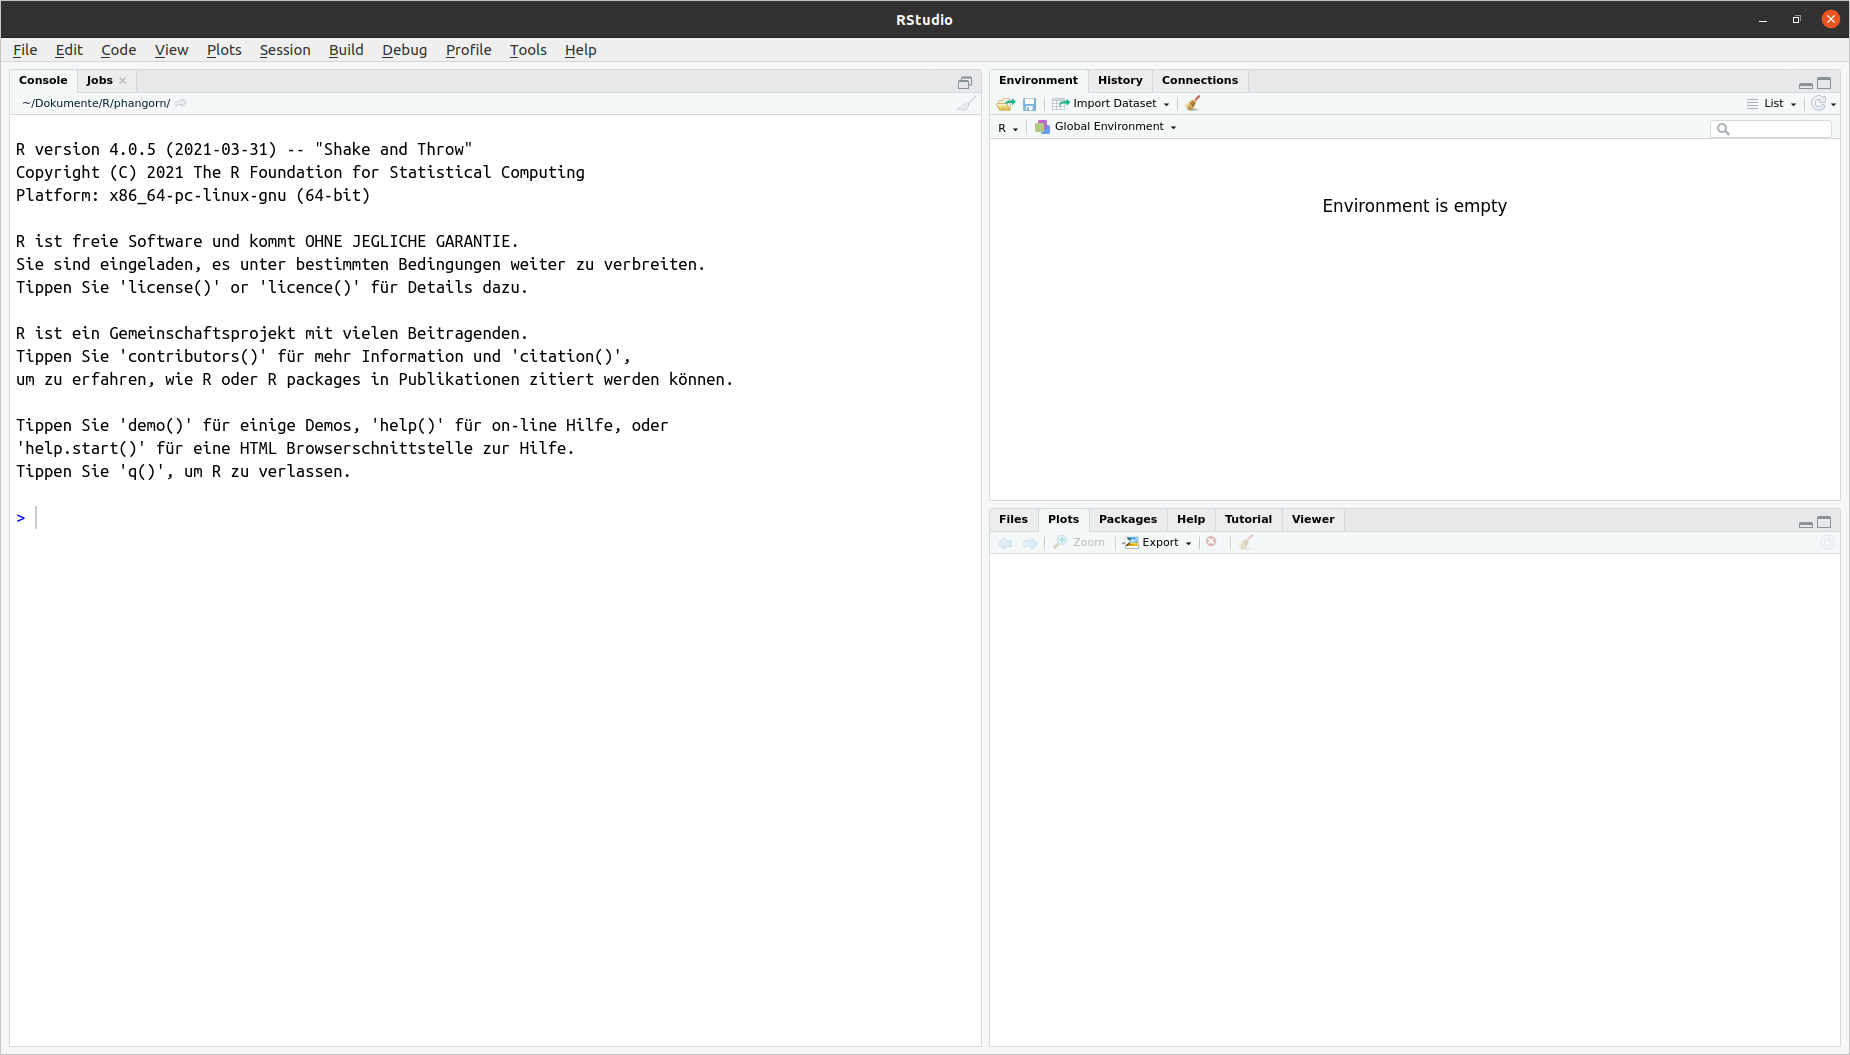 RStudio
File Edit Code View Plots Session Build Debug Profile Tools Help
Console Jobs
~/Dokumente/R/phangorn/
R version 4.0.5 (2021-03-31) -- "Shake and Throw"
Copyright (C) 2021 The R Foundation for Statistical Computing
Platform: x86_64-pc-linux-gnu (64-bit)
R ist freie Software und kommt OHNE JEGLICHE GARANTIE.
Sie sind eingeladen, es unter bestimmten Bedingungen weiter zu verbreiten.
Tippen Sie 'license()' or 'licence()' für Details dazu.
R ist ein Gemeinschaftsprojekt mit vielen Beitragenden.
Tippen Sie 'contributors()' für mehr Information und 'citation()',
um zu erfahren, wie R oder R packages in Publikationen zitiert werden können.
Tippen Sie 'demo()' für einige Demos, 'help()' für on-line Hilfe, oder
'help.start()' für eine HTML Browserschnittstelle zur Hilfe.
Tippen Sie 'q()', um R zu verlassen.
>
Environment History Connections
Import Dataset List
R Global Environment
Environment is empty
Files Plots Packages Help Tutorial Viewer
Zoom Export